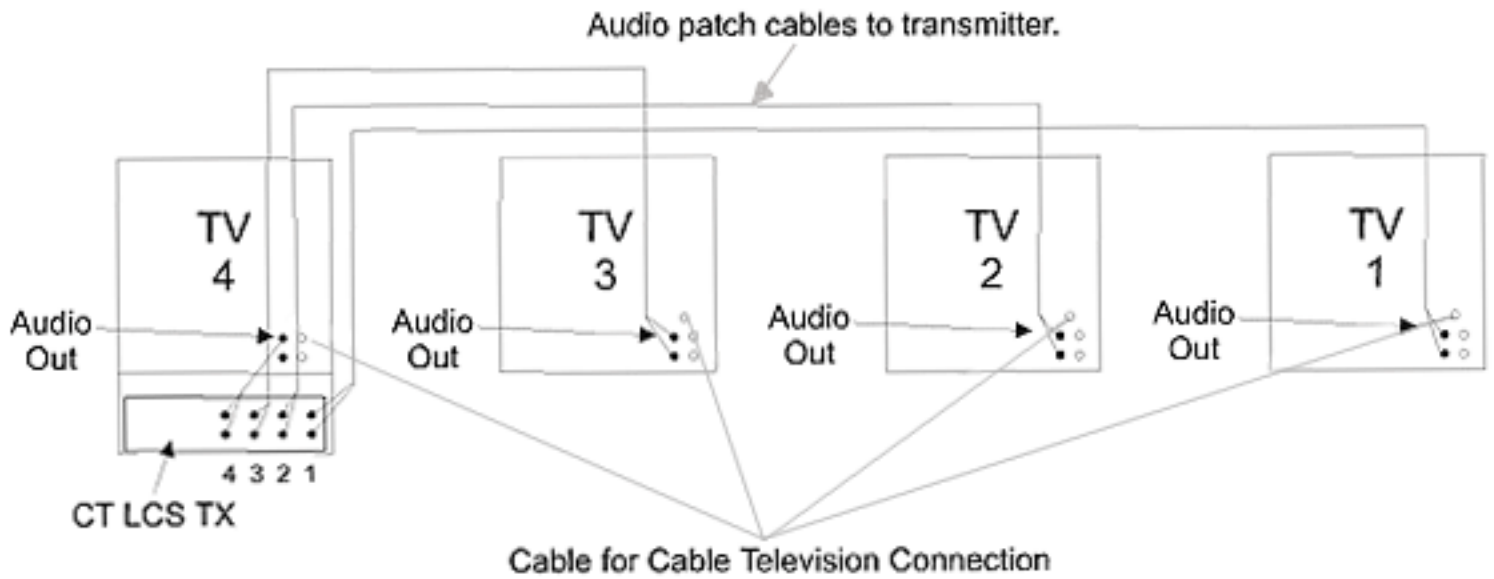 Audio patch cables to transmitter.
TV
4
TV
3
TV
2
TV
1
Audio
Out
Audio
Out
Audio
Out
Audio
Out
4 3 2 1
CT LCS TX
Cable for Cable Television Connection